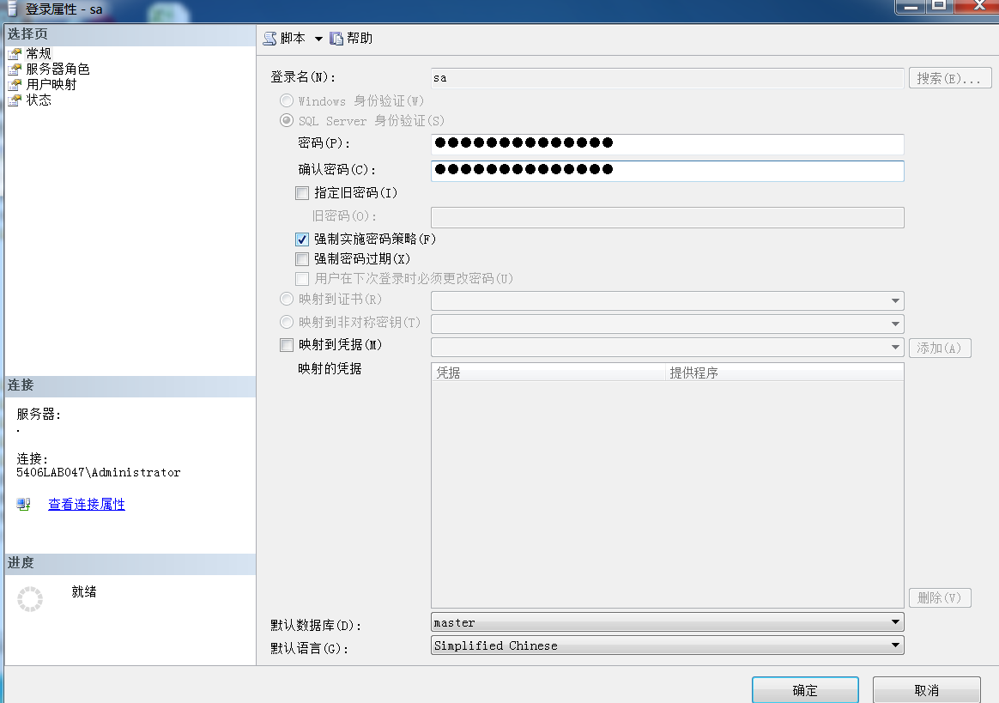 登录属性 - sa
选择页
常规
服务器角色
用户映射
状态
连接
服务器:
.
连接:
5406LAB047\Administrator
查看连接属性
进度
就绪
脚本 帮助
登录名(N): sa 搜索(E)...
Windows 身份验证(W)
SQL Server 身份验证(S)
密码(P): ●●●●●●●●●●●●●●
确认密码(C): ●●●●●●●●●●●●●●
指定旧密码(I)
旧密码(O):
强制实施密码策略(F)
强制密码过期(X)
用户在下次登录时必须更改密码(U)
映射到证书(R)
映射到非对称密钥(T)
映射到凭据(M) 添加(A)
映射的凭据 凭据 提供程序
删除(V)
默认数据库(D): master
默认语言(G): Simplified Chinese
确定 取消